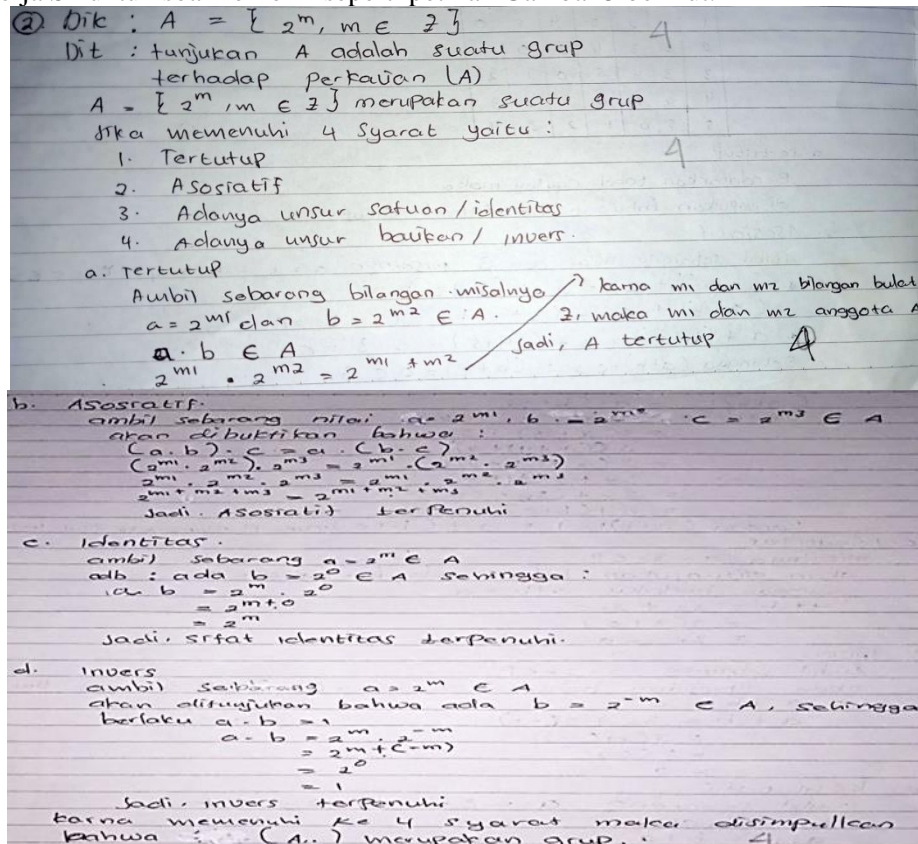 ② Dik : A = { 2^m, m ∈ Z } 4
Dit : tunjukan A adalah suatu grup
terhadap Perkalian (A)
A = { 2^m, m ∈ Z } merupakan suatu grup
Jika memenuhi 4 Syarat yaitu :
1. Tertutup 4
2. Asosiatif
3. Adanya unsur satuan / identitas
4. Adanya unsur balikan / invers.
a. Tertutup
Ambil sebarang bilangan misalnya
a = 2^m1 dan b = 2^m2 ∈ A.
a . b ∈ A
2^m1 . 2^m2 = 2^m1 + m2
karna m1 dan m2 bilangan bulat
Z, maka m1 dan m2 anggota A
Jadi, A tertutup 4
b. Asosiatif.
ambil sebarang nilai a = 2^m1, b = 2^m2 . c = 2^m3 ∈ A
akan dibuktikan bahwa :
(a . b) . c = a . (b . c)
(2^m1 . 2^m2) . 2^m3 = 2^m1 . (2^m2 . 2^m3)
2^m1 . 2^m2 . 2^m3 = 2^m1 . 2^m2 . 2^m3
2^m1 + m2 + m3 = 2^m1 + m2 + m3
Jadi. Asosiatif terpenuhi
c. Identitas.
ambil sebarang a = 2^m ∈ A
adb : ada b = 2^0 ∈ A sehingga :
a. b = 2^m . 2^0
= 2^m+0
= 2^m
Jadi, sifat identitas terpenuhi.
d. Invers
ambil sebarang a = 2^m ∈ A
akan ditunjukan bahwa ada b = 2^-m ∈ A, sehingga
berlaku a . b = 1
a . b = 2^m . 2^-m
= 2^m + (-m)
= 2^0
= 1
Jadi, invers terpenuhi
karna memenuhi ke 4 syarat maka disimpulkan
bahwa : (A..) merupakan grup. 4